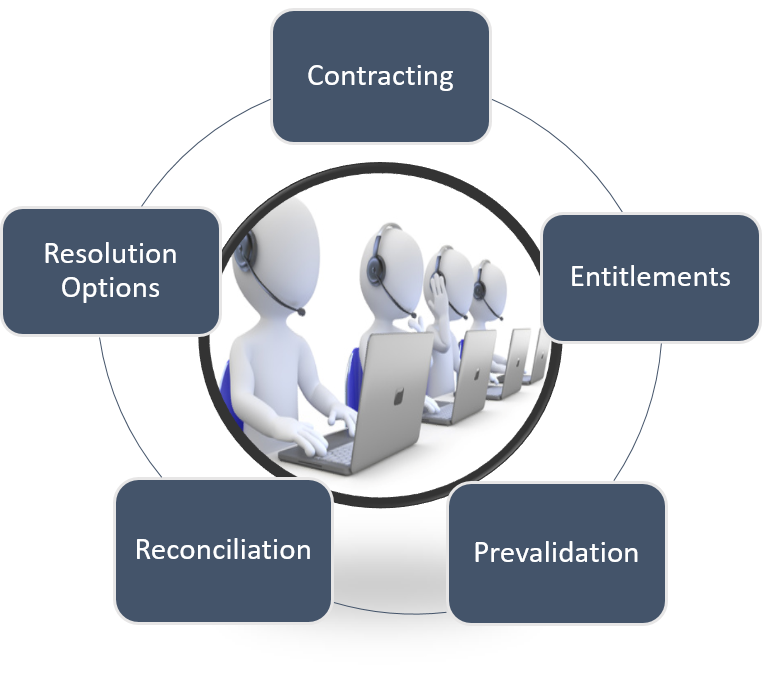 Contracting
Entitlements
Prevalidation
Reconciliation
Resolution
Options